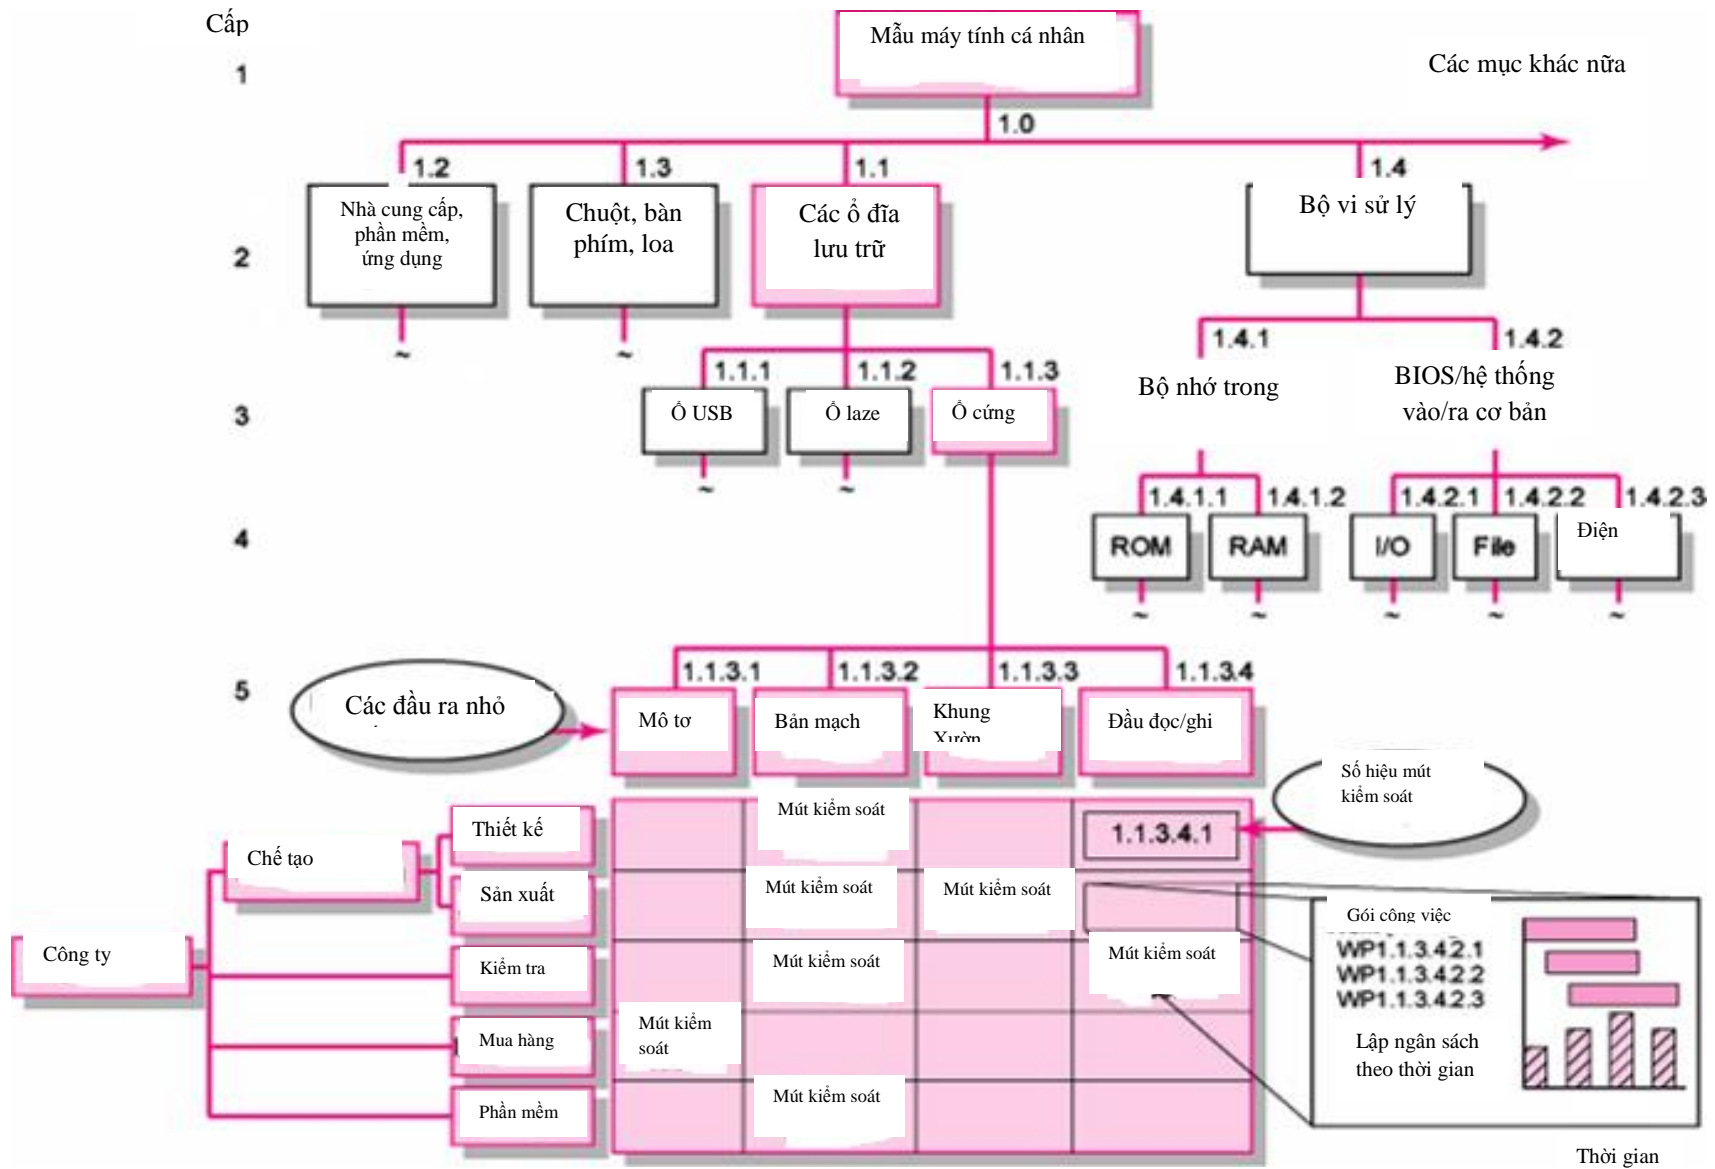 Cấp
Mẫu máy tính cá nhân
Các mục khác nữa
1
1.0
1.2
1.3
1.1
1.4
Nhà cung cấp,
phần mềm,
ứng dụng
Chuột, bàn
phím, loa
Các ổ đĩa
lưu trữ
Bộ vi sử lý
2
1.4.1
1.4.2
1.1.1
1.1.2
1.1.3
Bộ nhớ trong
BIOS/hệ thống
vào/ra cơ bản
3
Ổ USB
Ổ laze
Ổ cứng
1.4.1.1
1.4.1.2
1.4.2.1
1.4.2.2
1.4.2.3
4
ROM
RAM
I/O
File
Điện
5
1.1.3.1
1.1.3.2
1.1.3.3
1.1.3.4
Các đầu ra nhỏ
Mô tơ
Bản mạch
Khung
Xườn
Đầu đọc/ghi
Số hiệu mút
kiểm soát
Thiết kế
Mút kiểm soát
1.1.3.4.1
Chế tạo
Sản xuất
Mút kiểm soát
Mút kiểm soát
Gói công việc
WP1.1.3.4.2.1
WP1.1.3.4.2.2
WP1.1.3.4.2.3
Công ty
Kiểm tra
Mút kiểm soát
Mút kiểm soát
Mua hàng
Mút kiểm
soát
Lập ngân sách
theo thời gian
Phần mềm
Mút kiểm soát
Thời gian